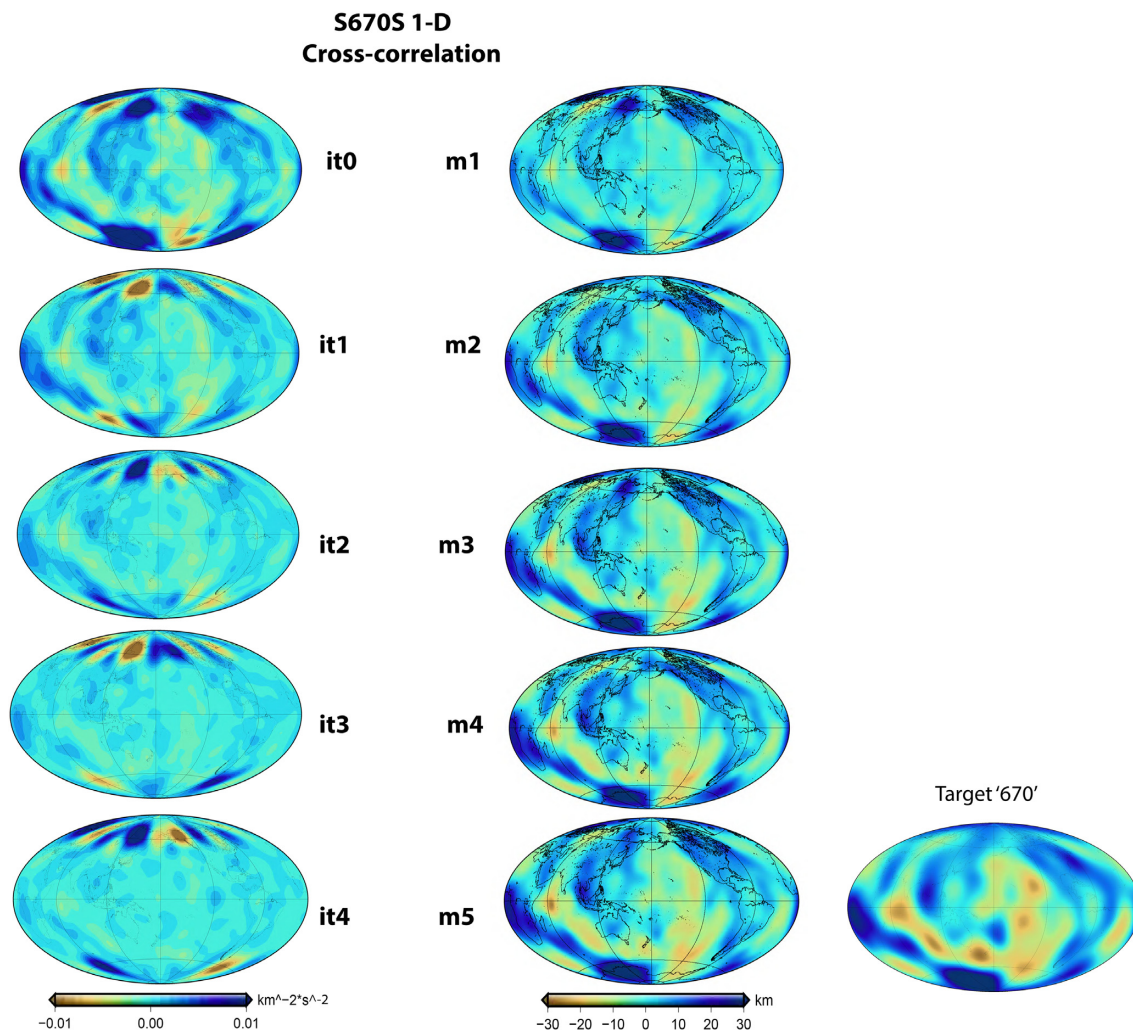 S670S 1-D
Cross-correlation
it0
m1
it1
m2
it2
m3
it3
m4
Target ‘670’
it4
m5
km^−2*s^-2
−0.01
0.00
0.01
km
−30
−20
−10
0
10
20
30